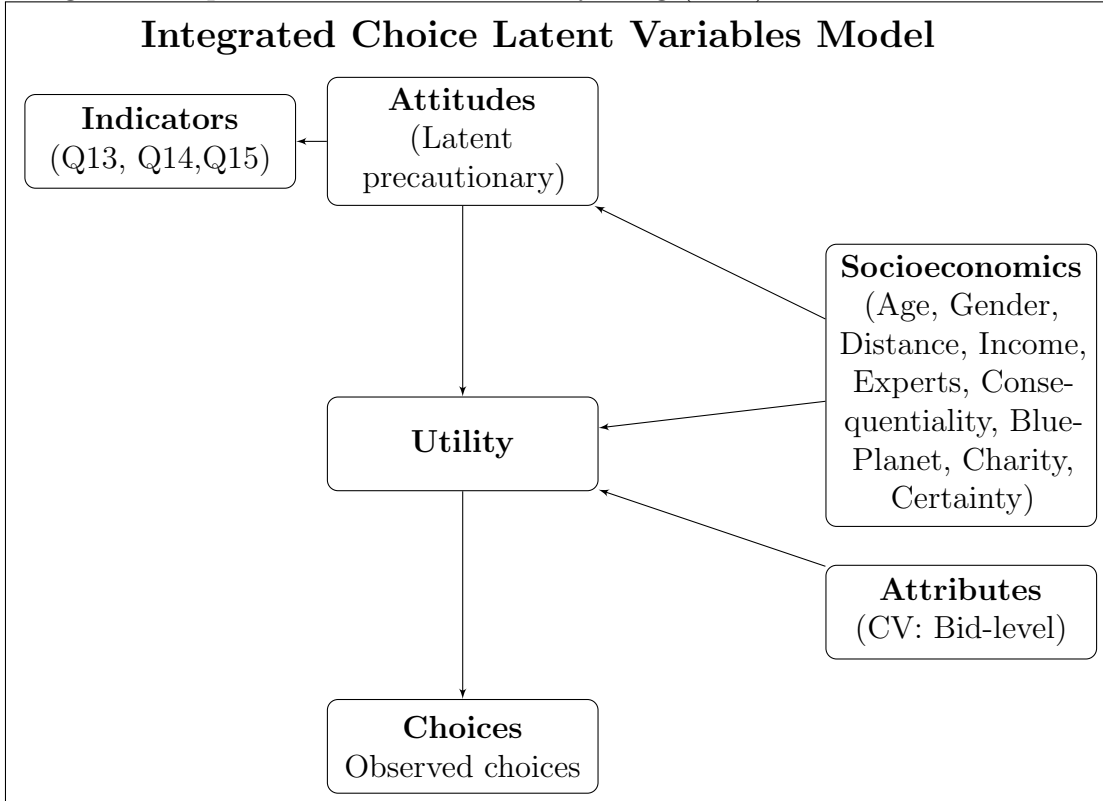 Integrated Choice Latent Variables Model
Attitudes
(Latent
precautionary)
Indicators
(Q13, Q14,Q15)
Socioeconomics
(Age, Gender,
Distance, Income,
Experts, Conse-
quentiality, Blue-
Planet, Charity,
Certainty)
Utility
Attributes
(CV: Bid-level)
Choices
Observed choices